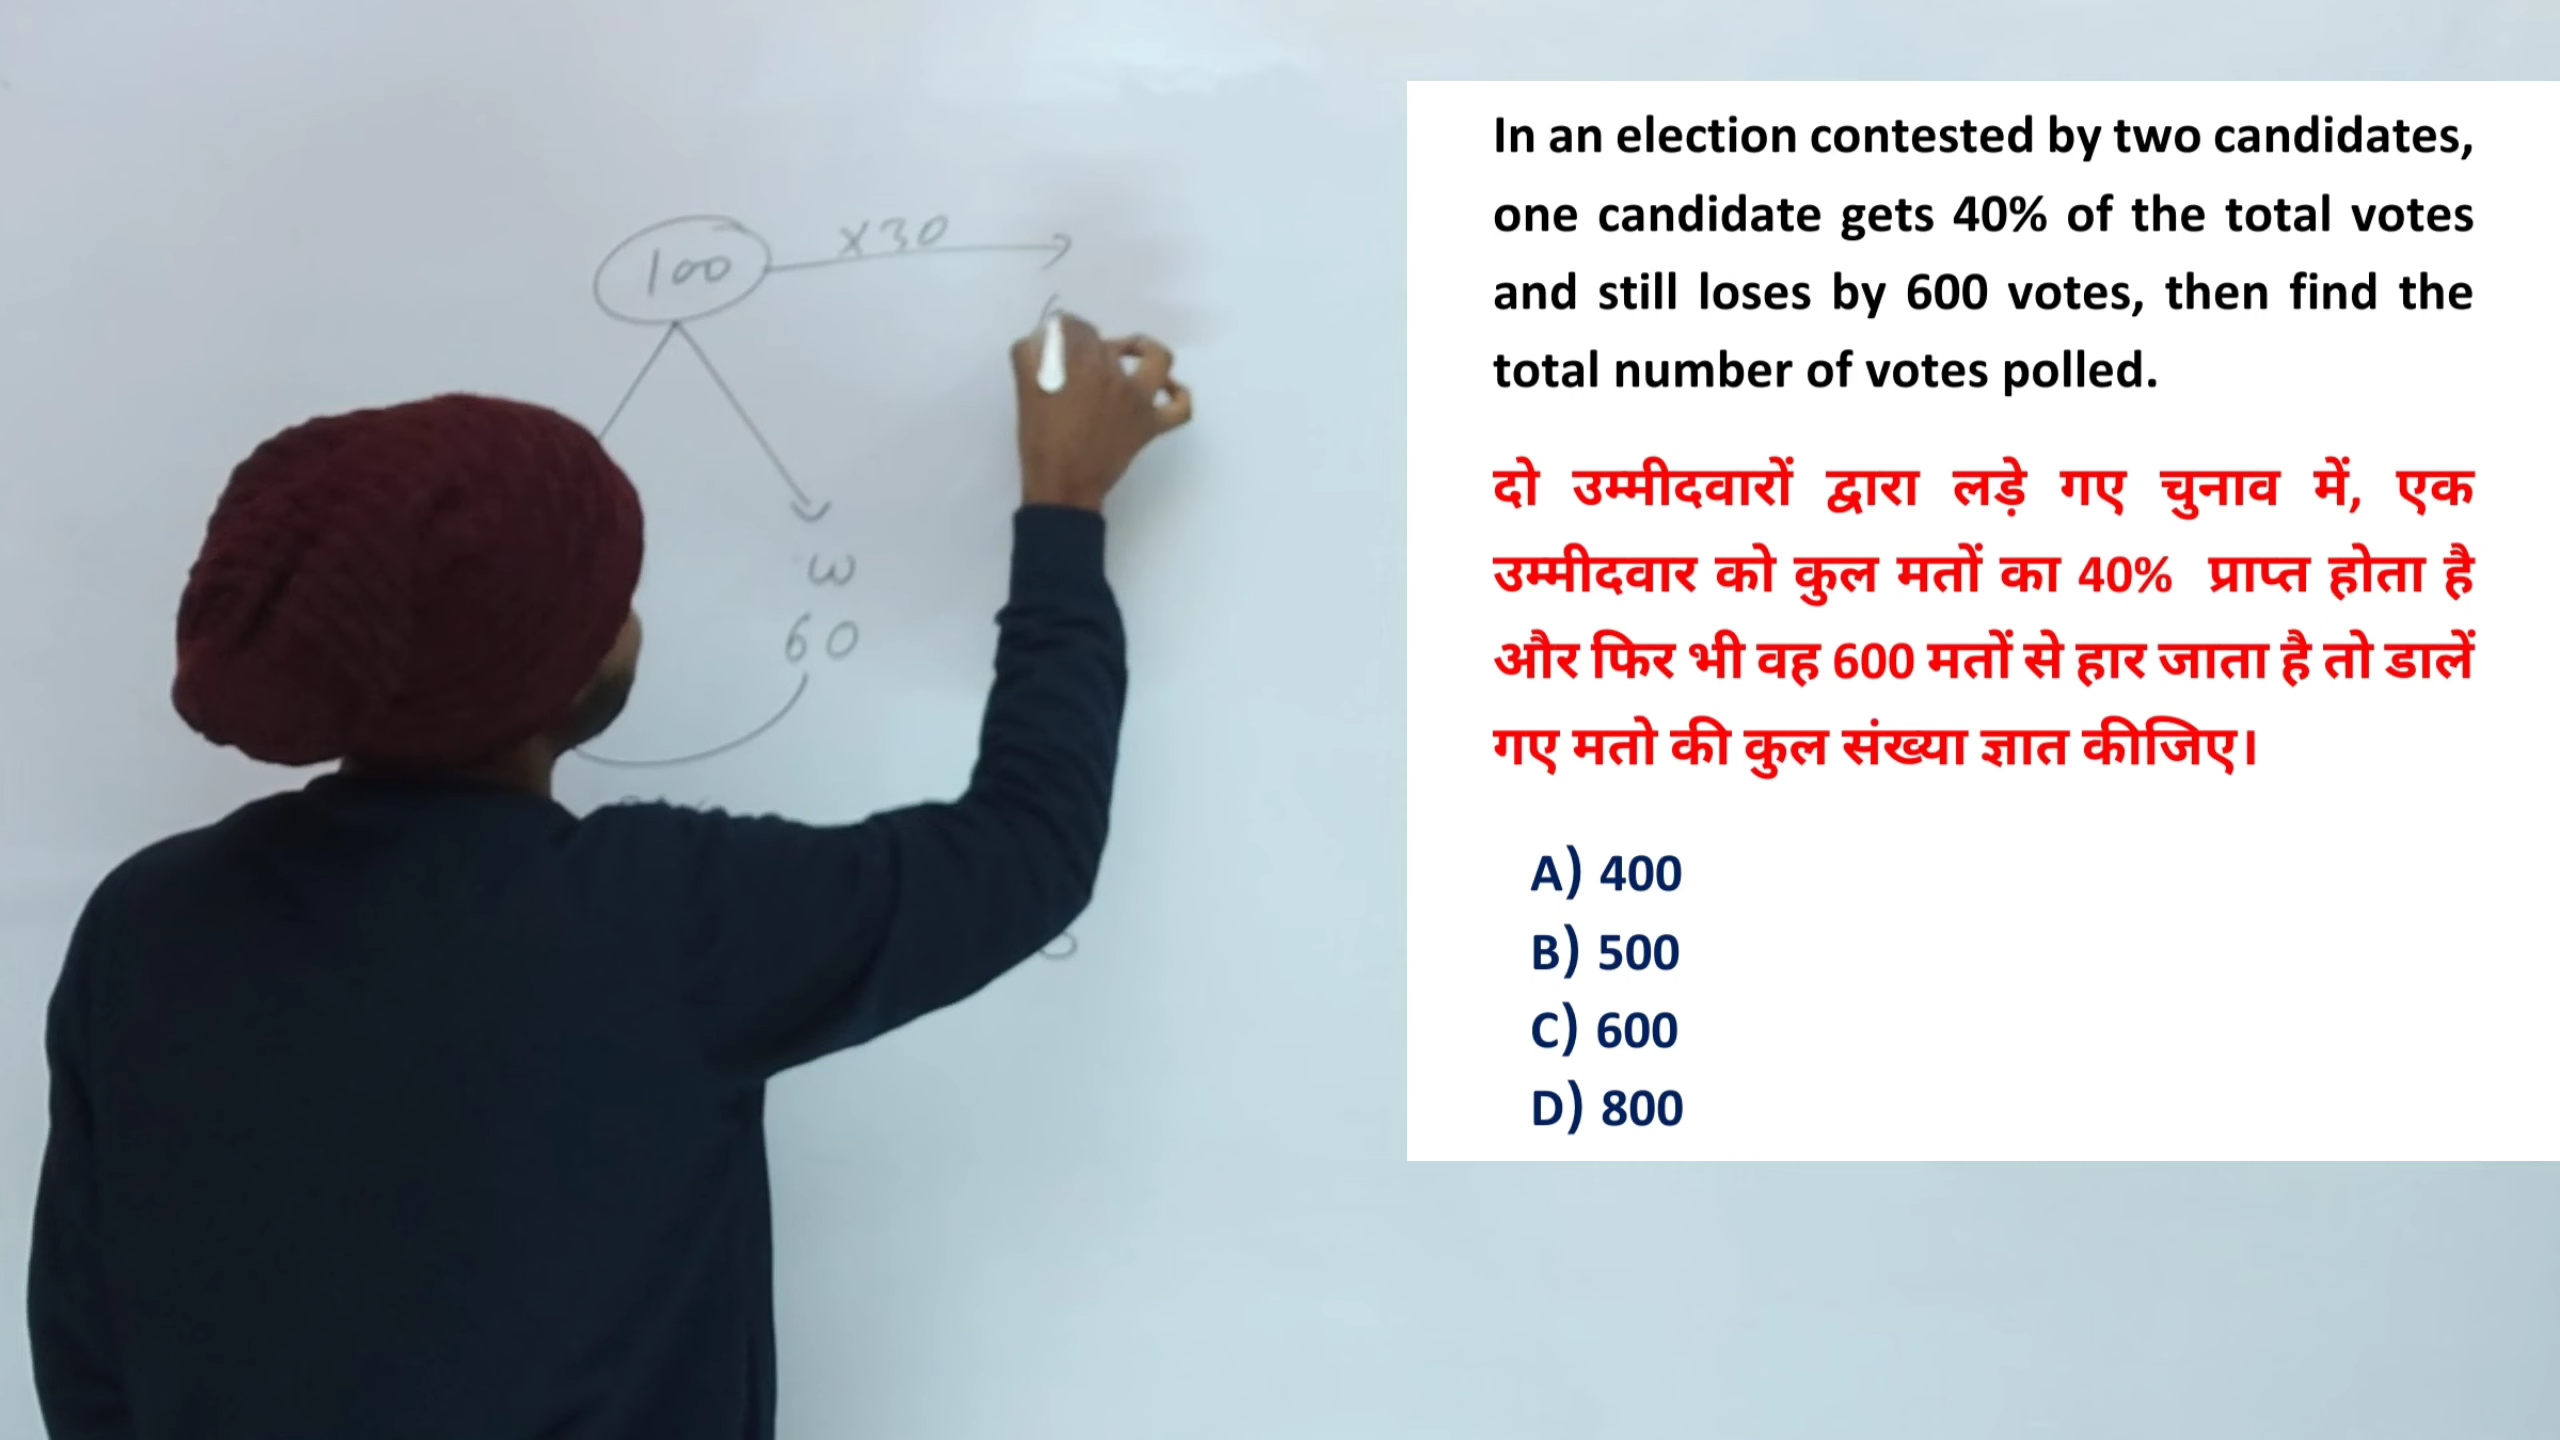 100
x30
W
60
In an election contested by two candidates,
one candidate gets 40% of the total votes
and still loses by 600 votes, then find the
total number of votes polled.
दो उम्मीदवारों द्वारा लड़े गए चुनाव में, एक
उम्मीदवार को कुल मतों का 40% प्राप्त होता है
और फिर भी वह 600 मतों से हार जाता है तो डालें
गए मतो की कुल संख्या ज्ञात कीजिए।
A) 400
B) 500
C) 600
D) 800